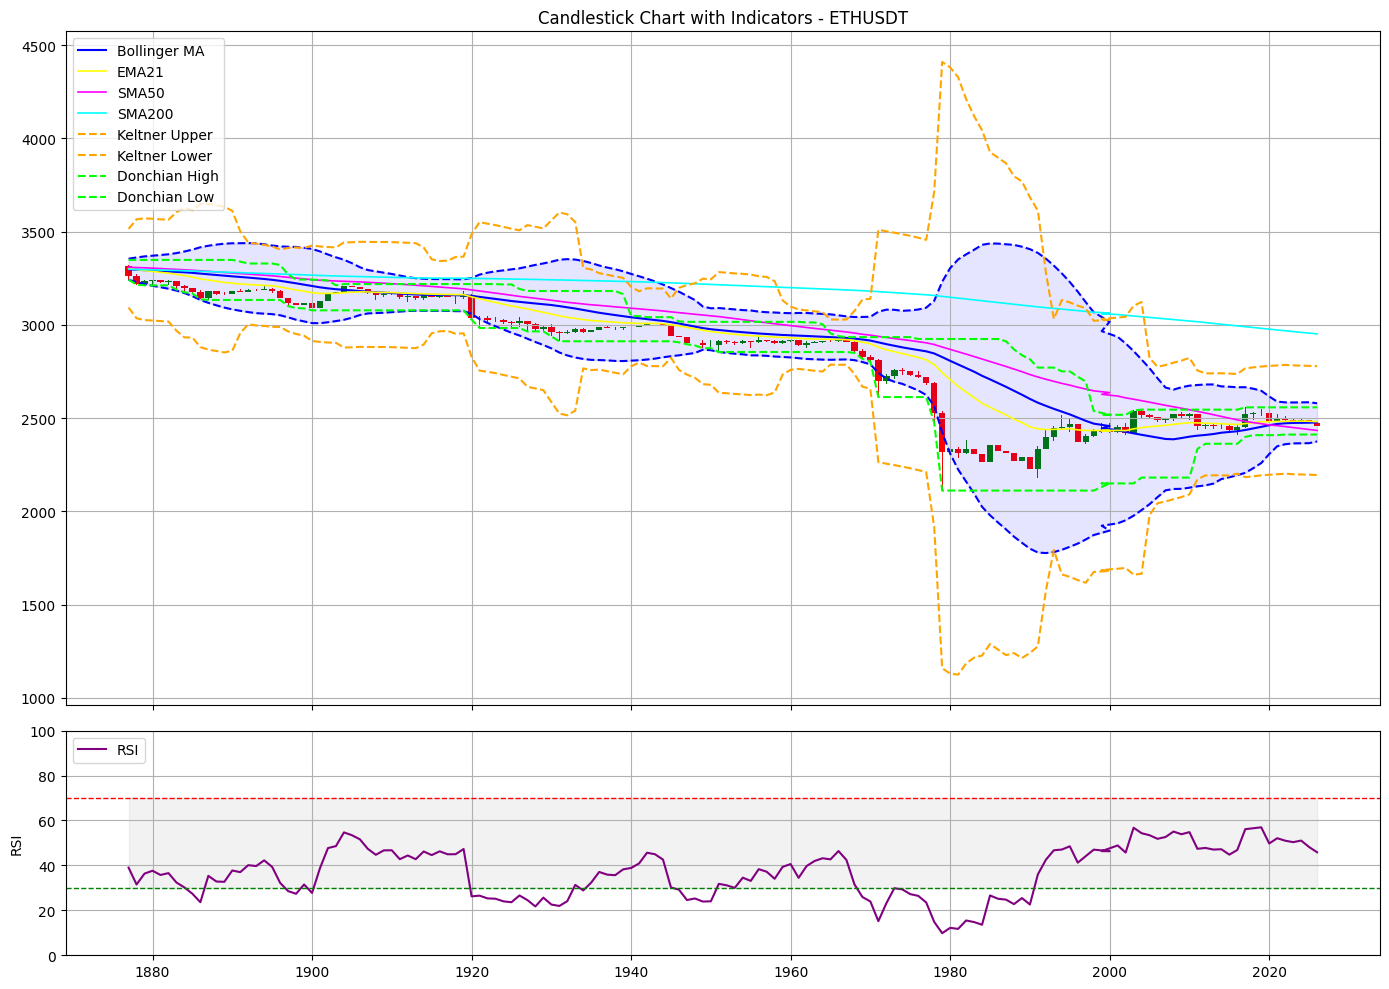 Candlestick Chart with Indicators - ETHUSDT
4500
4000
3500
3000
2500
2000
1500
1000
Bollinger MA
EMA21
SMA50
SMA200
Keltner Upper
Keltner Lower
Donchian High
Donchian Low
100
80
60
40
20
0
RSI
RSI
1880 1900 1920 1940 1960 1980 2000 2020